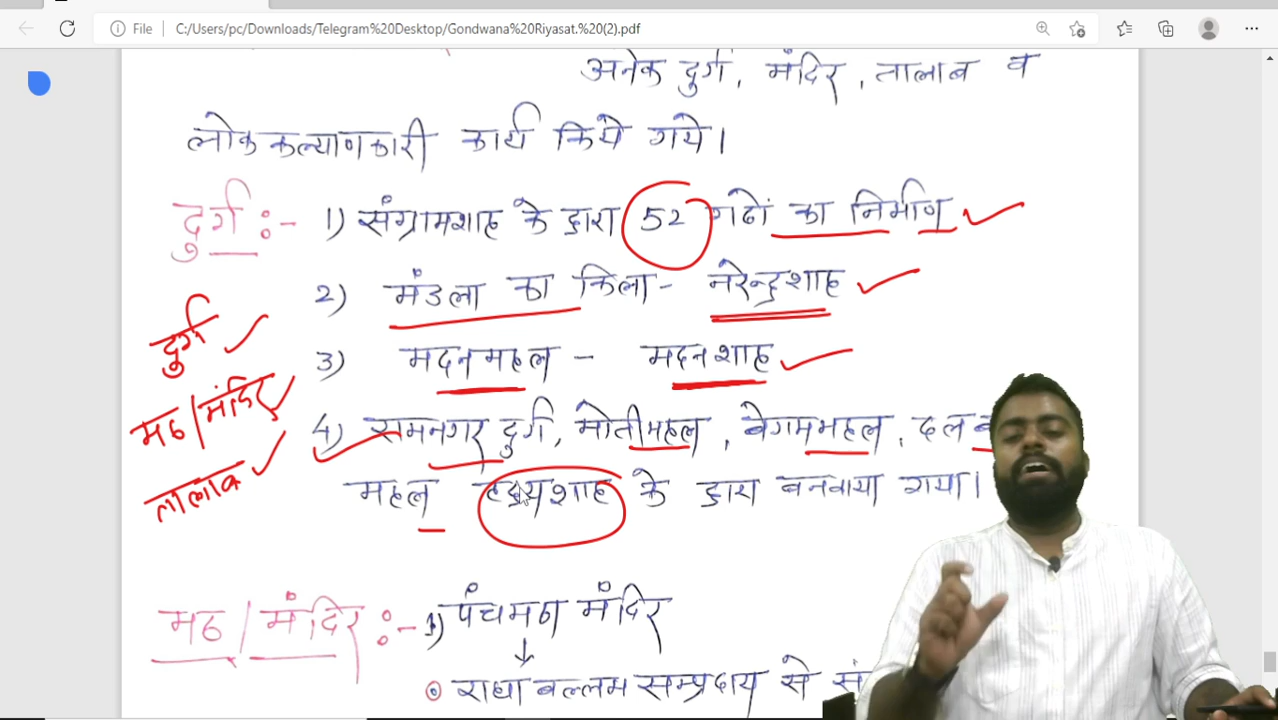 File C:/Users/pc/Downloads/Telegram%20Desktop/Gondwana%20Riyasat.%20(2).pdf
अनेक दुर्ग, मंदिर, तालाब व
लोककल्याणकारी कार्य किये गये।
दुर्ग :- 1) संग्रामशाह के द्वारा 52 गढों का निर्माण
2) मंडला का किला - नरेन्द्रशाह
दुर्ग
3) मदनमहल - मदनशाह
मठ/मंदिर
4) रामनगर दुर्ग, मोतीमहल, बेगममहल, दल
तालाब
महल हृदयशाह के द्वारा बनवाया गया।
मठ/मंदिर :- 1) पंचमठा मंदिर
↓
राधा बल्लभ सम्प्रदाय से